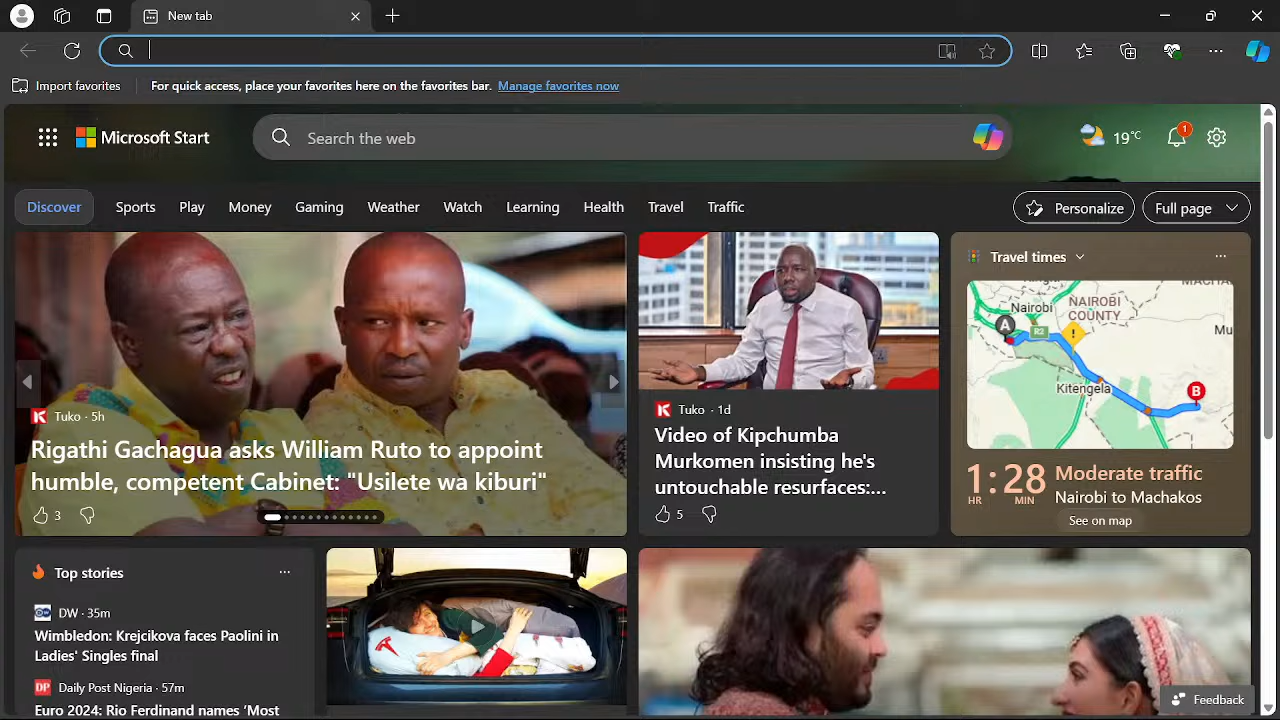 New tab
Import favorites
For quick access, place your favorites here on the favorites bar. Manage favorites now
Microsoft Start
Search the web
19°C
1
Discover
Sports
Play
Money
Gaming
Weather
Watch
Learning
Health
Travel
Traffic
Personalize
Full page
Tuko · 5h
Rigathi Gachagua asks William Ruto to appoint
humble, competent Cabinet: "Usilete wa kiburi"
3
Tuko · 1d
Video of Kipchumba
Murkomen insisting he's
untouchable resurfaces:...
5
Travel times
MACHA
Nairobi
NAIROBI
COUNTY
A
R2
Mu
Kitengela
B
1:28
HR MIN
Moderate traffic
Nairobi to Machakos
See on map
Top stories
DW · 35m
Wimbledon: Krejcikova faces Paolini in
Ladies' Singles final
DP Daily Post Nigeria · 57m
Euro 2024: Rio Ferdinand names ‘Most
Feedback